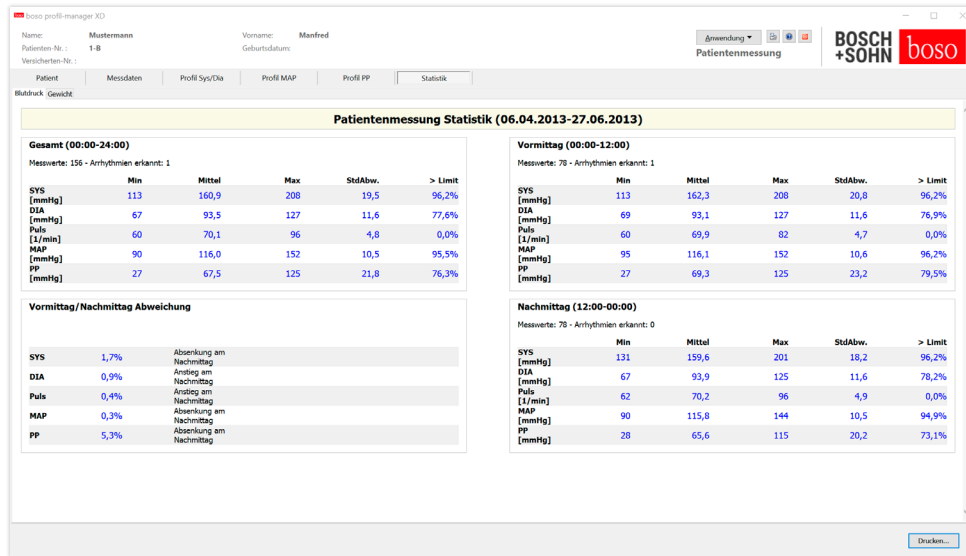 boso boso profil-manager XD
Name: Mustermann Vorname: Manfred
Patienten-Nr. : 1-B Geburtsdatum:
Versicherten-Nr. :
Anwendung
Patientenmessung
BOSCH
+SOHN
boso
Patient Messdaten Profil Sys/Dia Profil MAP Profil PP Statistik
Blutdruck Gewicht
Patientenmessung Statistik (06.04.2013-27.06.2013)
Gesamt (00:00-24:00)
Messwerte: 156 - Arrhythmien erkannt: 1
Min Mittel Max StdAbw. > Limit
SYS [mmHg] 113 160,9 208 19,5 96,2%
DIA [mmHg] 67 93,5 127 11,6 77,6%
Puls [1/min] 60 70,1 96 4,8 0,0%
MAP [mmHg] 90 116,0 152 10,5 95,5%
PP [mmHg] 27 67,5 125 21,8 76,3%
Vormittag (00:00-12:00)
Messwerte: 78 - Arrhythmien erkannt: 1
Min Mittel Max StdAbw. > Limit
SYS [mmHg] 113 162,3 208 20,8 96,2%
DIA [mmHg] 69 93,1 127 11,6 76,9%
Puls [1/min] 60 69,9 82 4,7 0,0%
MAP [mmHg] 95 116,1 152 10,6 96,2%
PP [mmHg] 27 69,3 125 23,2 79,5%
Vormittag/Nachmittag Abweichung
SYS 1,7% Absenkung am Nachmittag
DIA 0,9% Anstieg am Nachmittag
Puls 0,4% Anstieg am Nachmittag
MAP 0,3% Absenkung am Nachmittag
PP 5,3% Absenkung am Nachmittag
Nachmittag (12:00-00:00)
Messwerte: 78 - Arrhythmien erkannt: 0
Min Mittel Max StdAbw. > Limit
SYS [mmHg] 131 159,6 201 18,2 96,2%
DIA [mmHg] 67 93,9 125 11,6 78,2%
Puls [1/min] 62 70,2 96 4,9 0,0%
MAP [mmHg] 90 115,8 144 10,5 94,9%
PP [mmHg] 28 65,6 115 20,2 73,1%
Drucken...